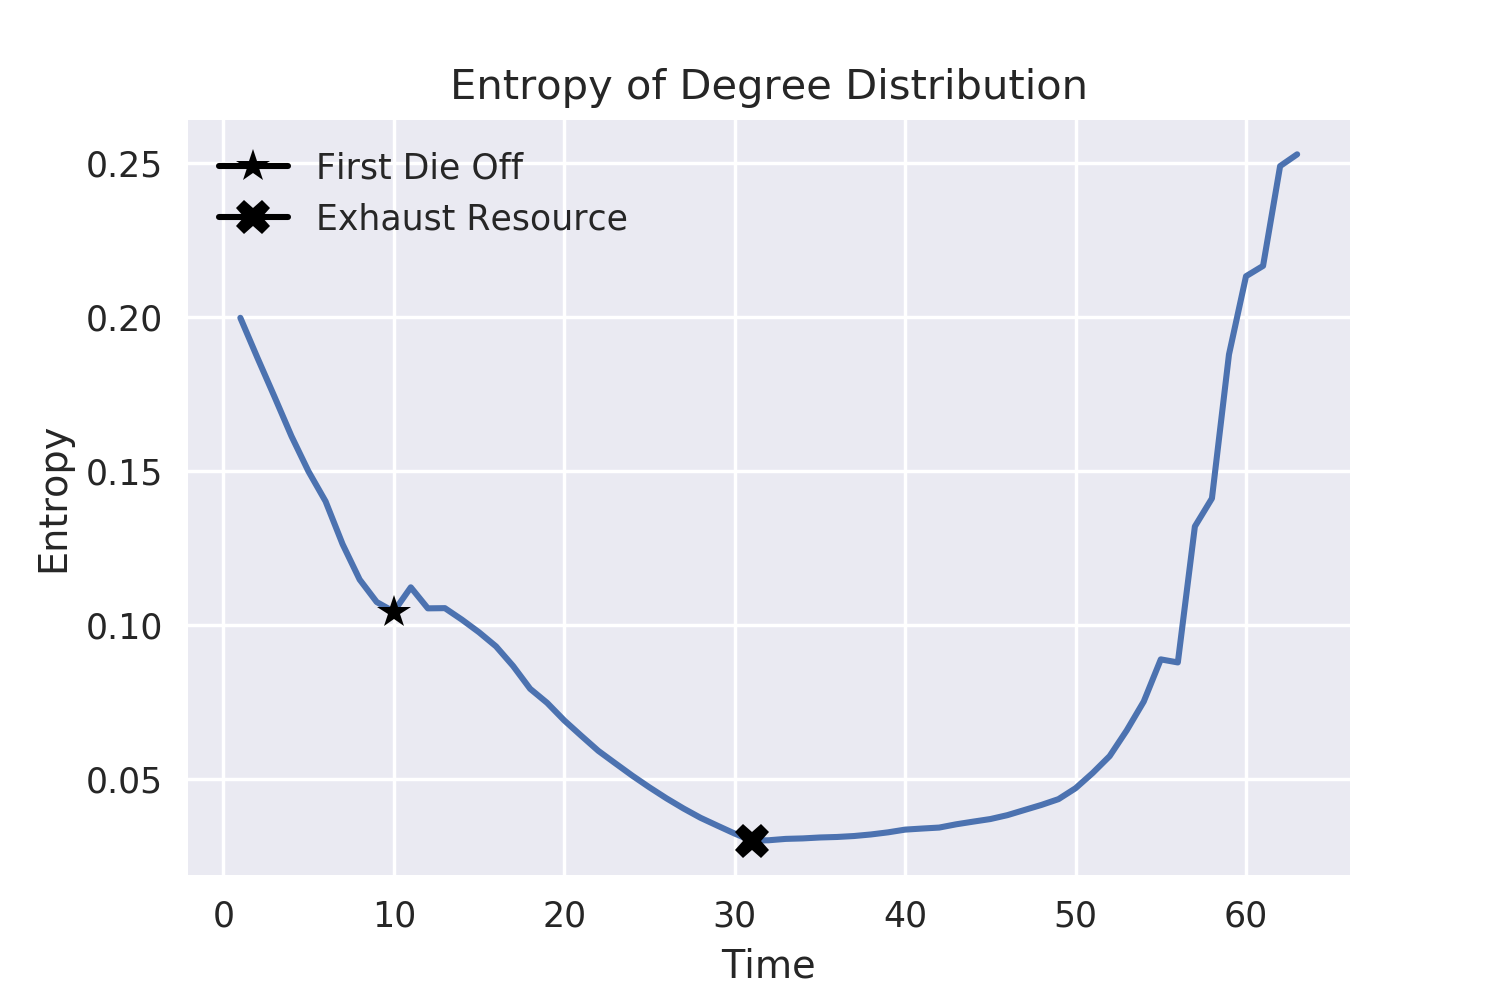 Entropy of Degree Distribution
First Die Off
Exhaust Resource
0.25
0.20
0.15
0.10
0.05
Entropy
0 10 20 30 40 50 60
Time